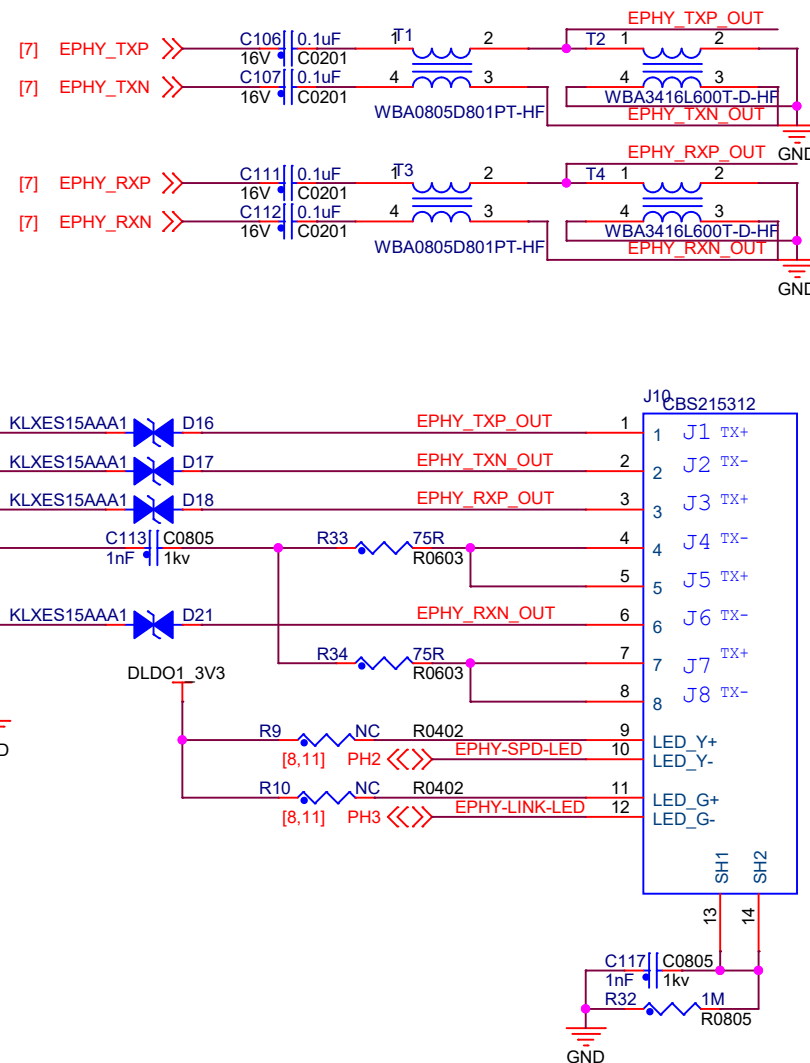 EPHY_TXP_OUT
[7] EPHY_TXP C106 0.1uF 1 T1 2 T2 1 2
16V C0201
[7] EPHY_TXN C107 0.1uF 4 3 4 3
16V C0201 WBA0805D801PT-HF WBA3416L600T-D-HF
EPHY_TXN_OUT
GND
EPHY_RXP_OUT
[7] EPHY_RXP C111 0.1uF 1 T3 2 T4 1 2
16V C0201
[7] EPHY_RXN C112 0.1uF 4 3 4 3
16V C0201 WBA0805D801PT-HF WBA3416L600T-D-HF
EPHY_RXN_OUT
GND
J10
CBS215312
KLXES15AAA1 D16 EPHY_TXP_OUT 1 1 J1 TX+
KLXES15AAA1 D17 EPHY_TXN_OUT 2 2 J2 TX-
KLXES15AAA1 D18 EPHY_RXP_OUT 3 3 J3 TX+
C113 C0805 R33 75R 4 4 J4 TX-
1nF 1kv R0603
5 5 J5 TX+
KLXES15AAA1 D21 EPHY_RXN_OUT 6 6 J6 TX-
R34 75R 7 7 J7 TX+
R0603
DLDO1_3V3
8 8 J8 TX-
R9 NC R0402 9 LED_Y+
D
[8,11] PH2 EPHY-SPD-LED 10 LED_Y-
R10 NC R0402 11 LED_G+
[8,11] PH3 EPHY-LINK-LED 12 LED_G-
SH1 SH2
13 14
C117 C0805
1nF 1kv
R32 1M
R0805
GND